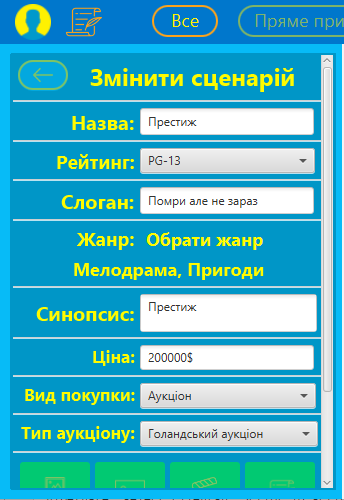 Все
Пряме
Змінити сценарій
Назва: Престиж
Рейтинг: PG-13
Слоган: Помри але не зараз
Жанр: Обрати жанр
Мелодрама, Пригоди
Синопсис: Престиж
Ціна: 200000$
Вид покупки: Аукціон
Тип аукціону: Голандський аукціон